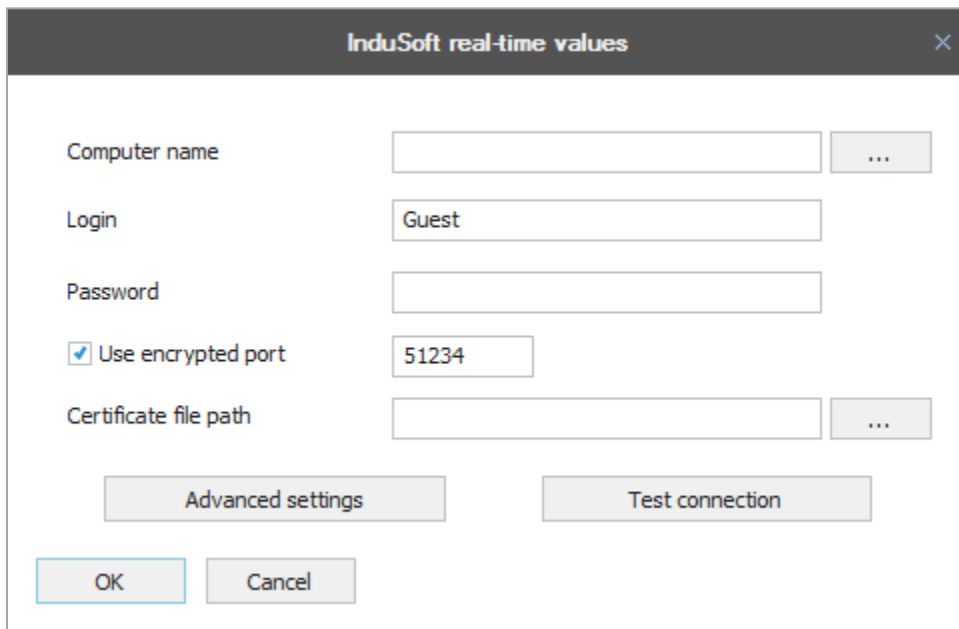 InduSoft real-time values
Computer name ...
Login Guest
Password
Use encrypted port 51234
Certificate file path ...
Advanced settings Test connection
OK Cancel